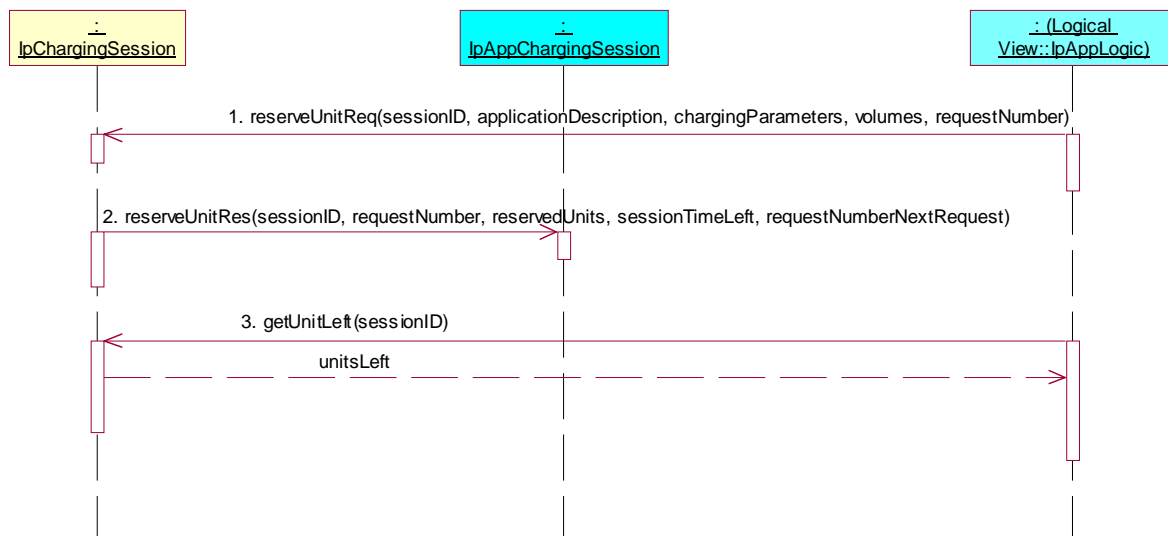 :
IpChargingSession
:
IpAppChargingSession
: (Logical
View::IpAppLogic)
1. reserveUnitReq(sessionID, applicationDescription, chargingParameters, volumes, requestNumber)
2. reserveUnitRes(sessionID, requestNumber, reservedUnits, sessionTimeLeft, requestNumberNextRequest)
3. getUnitLeft(sessionID)
unitsLeft